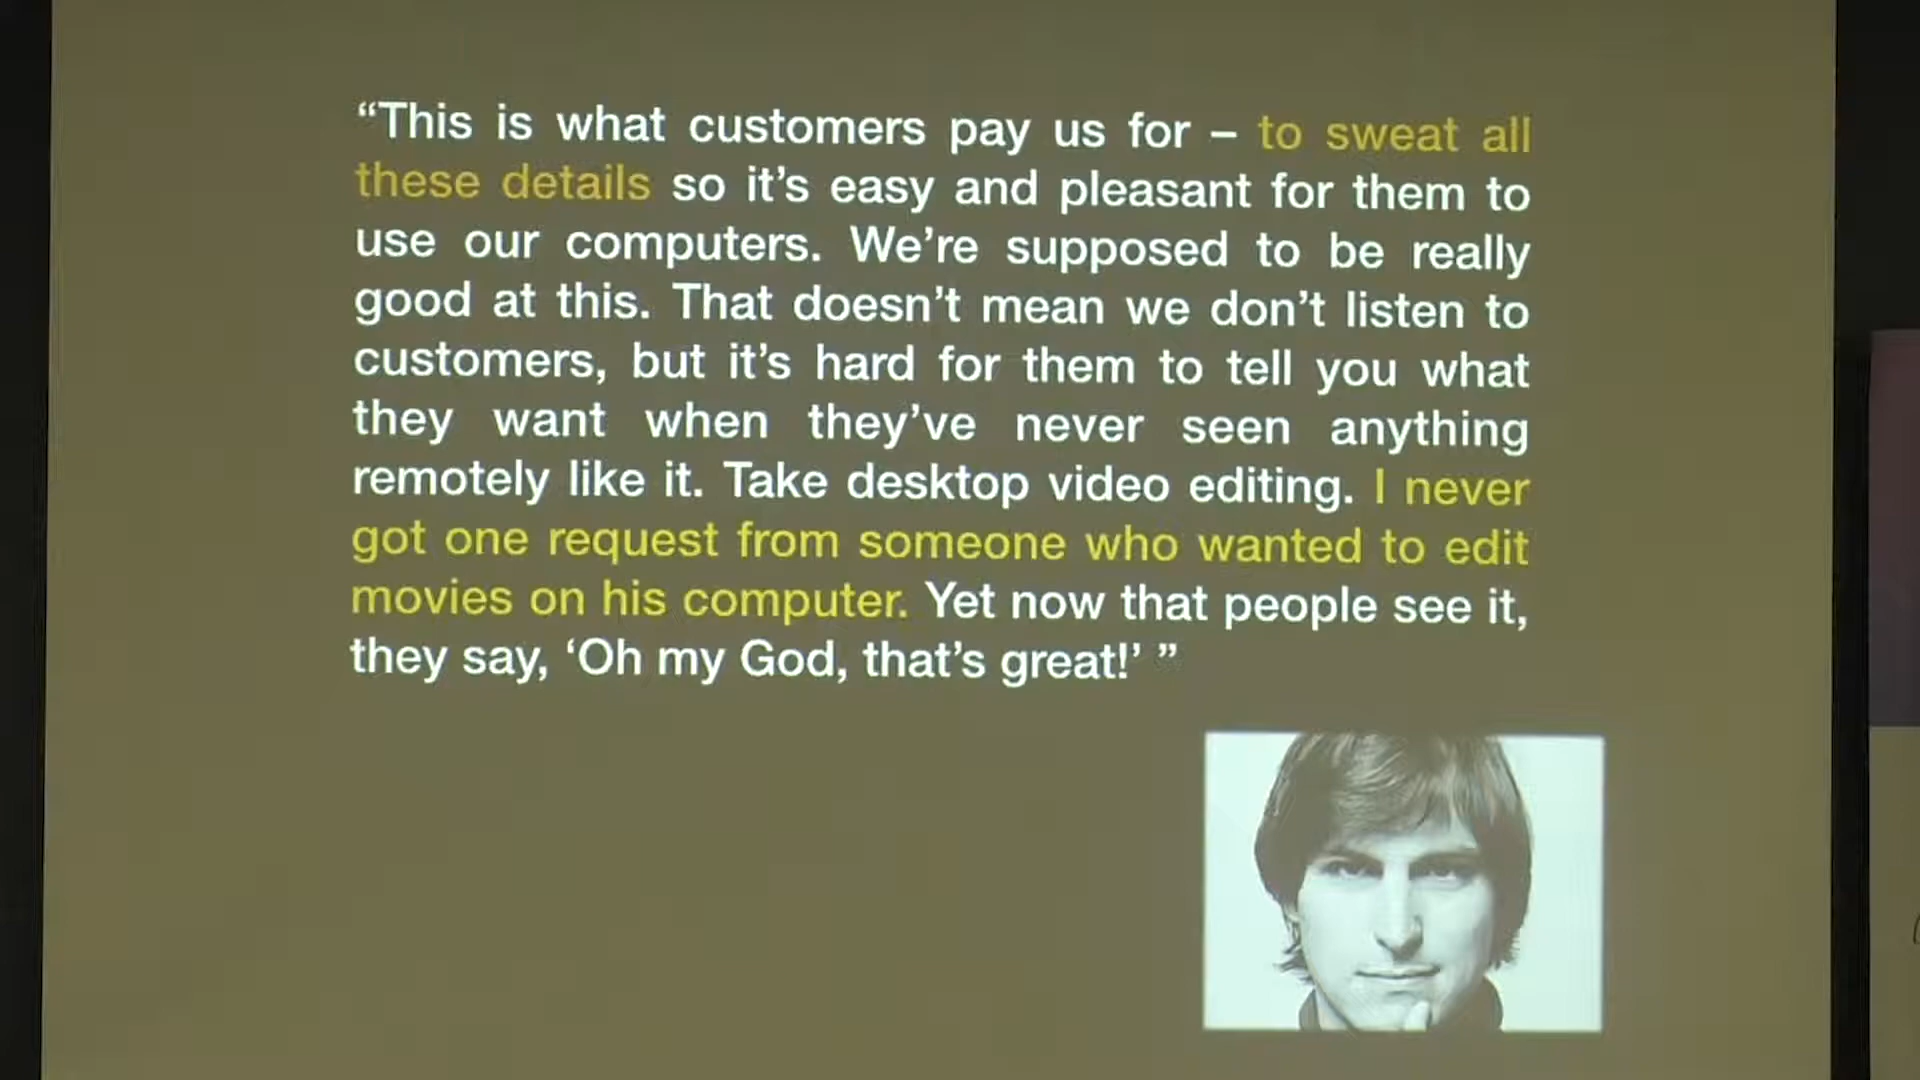 “This is what customers pay us for – to sweat all
these details so it’s easy and pleasant for them to
use our computers. We’re supposed to be really
good at this. That doesn’t mean we don’t listen to
customers, but it’s hard for them to tell you what
they want when they’ve never seen anything
remotely like it. Take desktop video editing. I never
got one request from someone who wanted to edit
movies on his computer. Yet now that people see it,
they say, ‘Oh my God, that’s great!’ ”